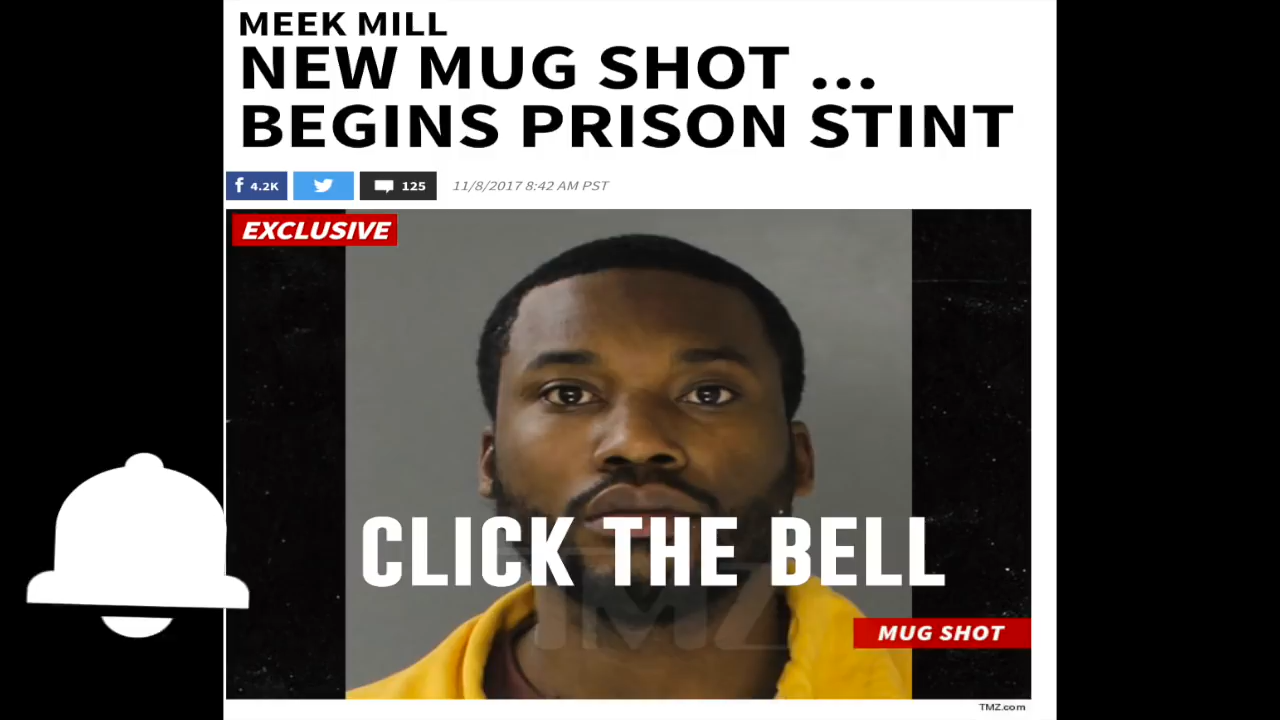 MEEK MILL
NEW MUG SHOT ...
BEGINS PRISON STINT
f 4.2K 125 11/8/2017 8:42 AM PST
EXCLUSIVE
CLICK THE BELL
TMZ
MUG SHOT
TMZ.com